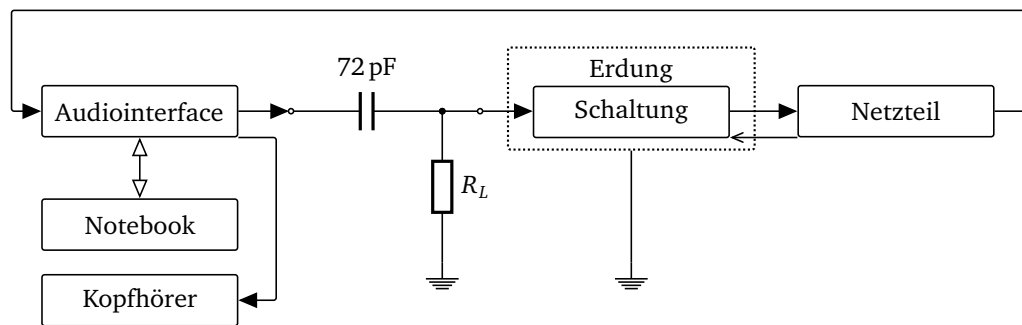 72 pF
Erdung
Audiointerface
Schaltung
Netzteil
R_L
Notebook
Kopfhörer